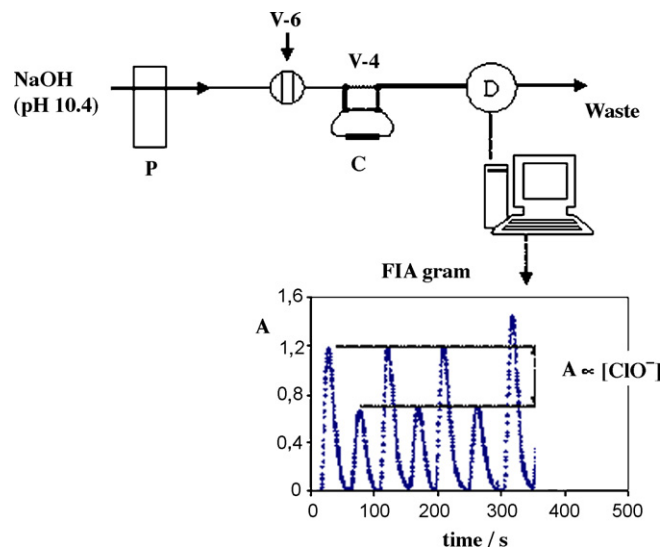 V-6
NaOH
(pH 10.4)
V-4
D
Waste
P
C
FIA gram
A
1,6
1,2
0,8
0,4
0
A ∝ [ClO⁻]
0 100 200 300 400 500
time / s